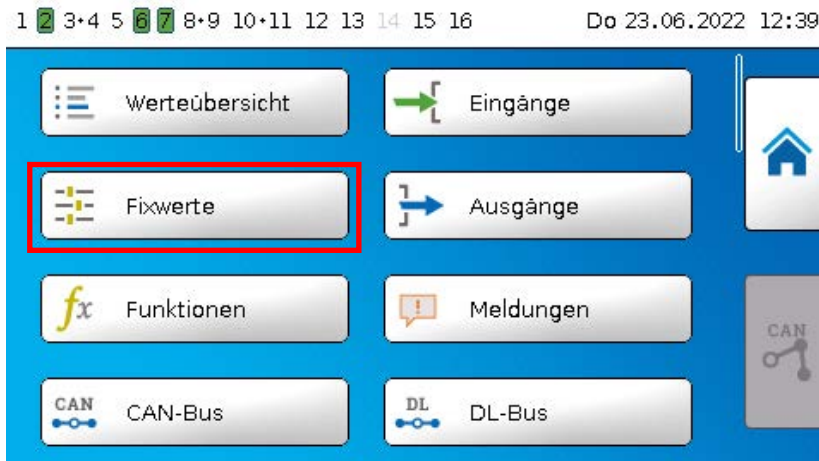 1 2 3+4 5 6 7 8+9 10+11 12 13 14 15 16 Do 23.06.2022 12:39
Werteübersicht Eingänge
Fixwerte Ausgänge
fx Funktionen ! Meldungen
CAN
CAN CAN-Bus DL DL-Bus